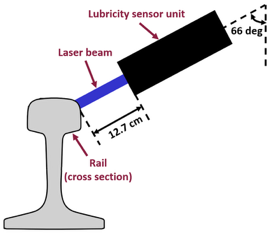 Lubricity sensor unit
66 deg
Laser beam
12.7 cm
Rail
(cross section)